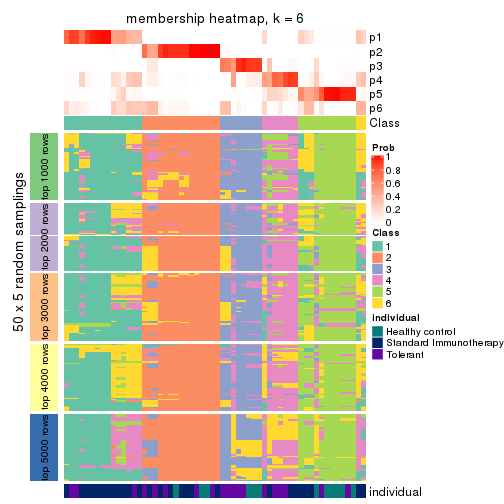 membership heatmap, k = 6
p1
p2
p3
p4
p5
p6
Class
50 x 5 random samplings
top 1000 rows
top 2000 rows
top 3000 rows
top 4000 rows
top 5000 rows
Prob
1
0.8
0.6
0.4
0.2
0
Class
1
2
3
4
5
6
individual
Healthy control
Standard Immunotherapy
Tolerant
individual